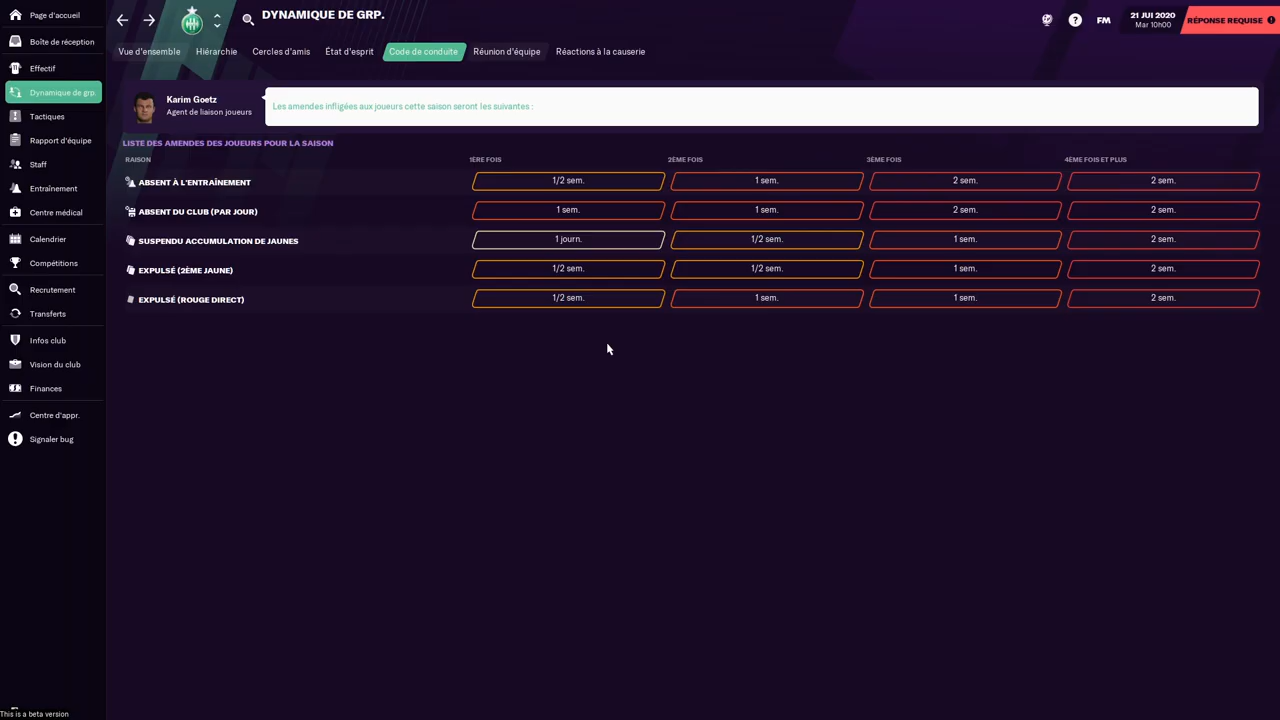 Page d'accueil
Boîte de réception
Effectif
Dynamique de grp.
Tactiques
Rapport d'équipe
Staff
Entraînement
Centre médical
Calendrier
Compétitions
Recrutement
Transferts
Infos club
Vision du club
Finances
Centre d'appr.
Signaler bug
This is a beta version
DYNAMIQUE DE GRP.
FM
21 JUI 2020
Mar 10h00
RÉPONSE REQUISE
Vue d'ensemble Hiérarchie Cercles d'amis État d'esprit Code de conduite Réunion d'équipe Réactions à la causerie
Karim Goetz
Agent de liaison joueurs
Les amendes infligées aux joueurs cette saison seront les suivantes :
LISTE DES AMENDES DES JOUEURS POUR LA SAISON
RAISON 1ÈRE FOIS 2ÈME FOIS 3ÈME FOIS 4ÈME FOIS ET PLUS
ABSENT À L'ENTRAÎNEMENT 1/2 sem. 1 sem. 2 sem. 2 sem.
ABSENT DU CLUB (PAR JOUR) 1 sem. 1 sem. 2 sem. 2 sem.
SUSPENDU ACCUMULATION DE JAUNES 1 journ. 1/2 sem. 1 sem. 2 sem.
EXPULSÉ (2ÈME JAUNE) 1/2 sem. 1/2 sem. 1 sem. 2 sem.
EXPULSÉ (ROUGE DIRECT) 1/2 sem. 1 sem. 1 sem. 2 sem.